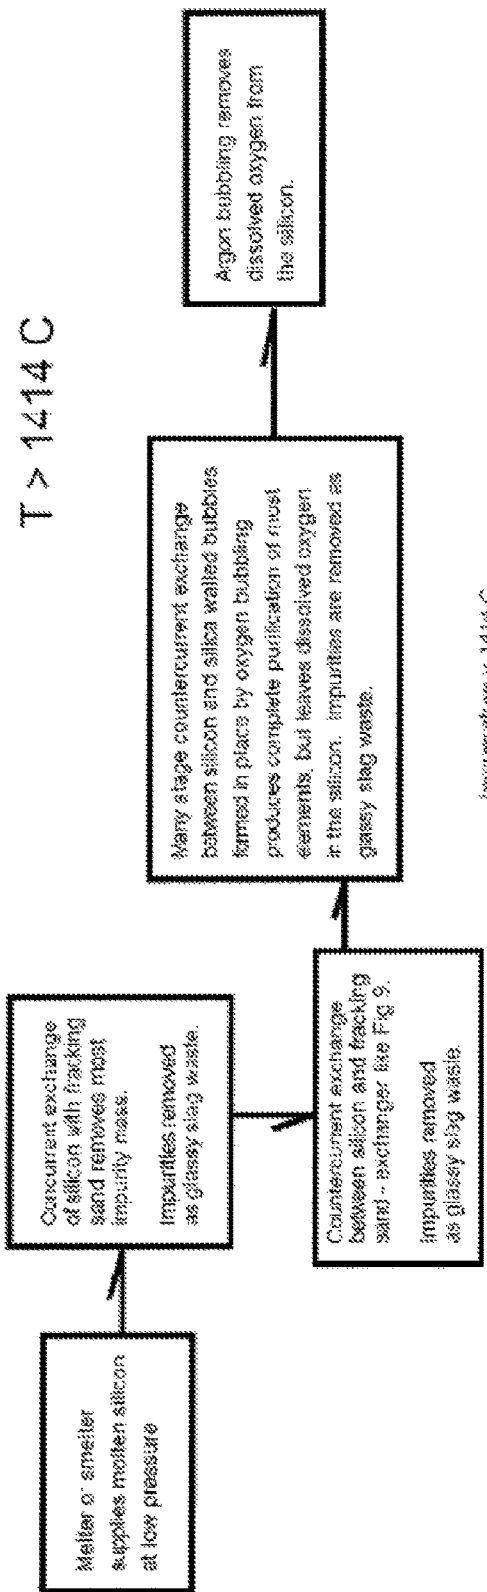 T > 1414 C
Melter or smelter
supplies molten silicon
at low pressure
Concurrent exchange
of silicon with fracking
sand removes most
impurity mass.
Impurities removed
as glassy slag waste.
Countercurrent exchange
between silicon and fracking
sand - exchanger like Fig 9.
Impurities removed
as glassy slag waste.
Many stage countercurrent exchange
between silicon and silica walled bubbles
formed in place by oxygen bubbling
produces complete purification of most
elements, but leaves dissolved oxygen
in the silicon. Impurities are removed as
glassy slag waste.
Argon bubbling removes
dissolved oxygen from
the silicon.
1414 C